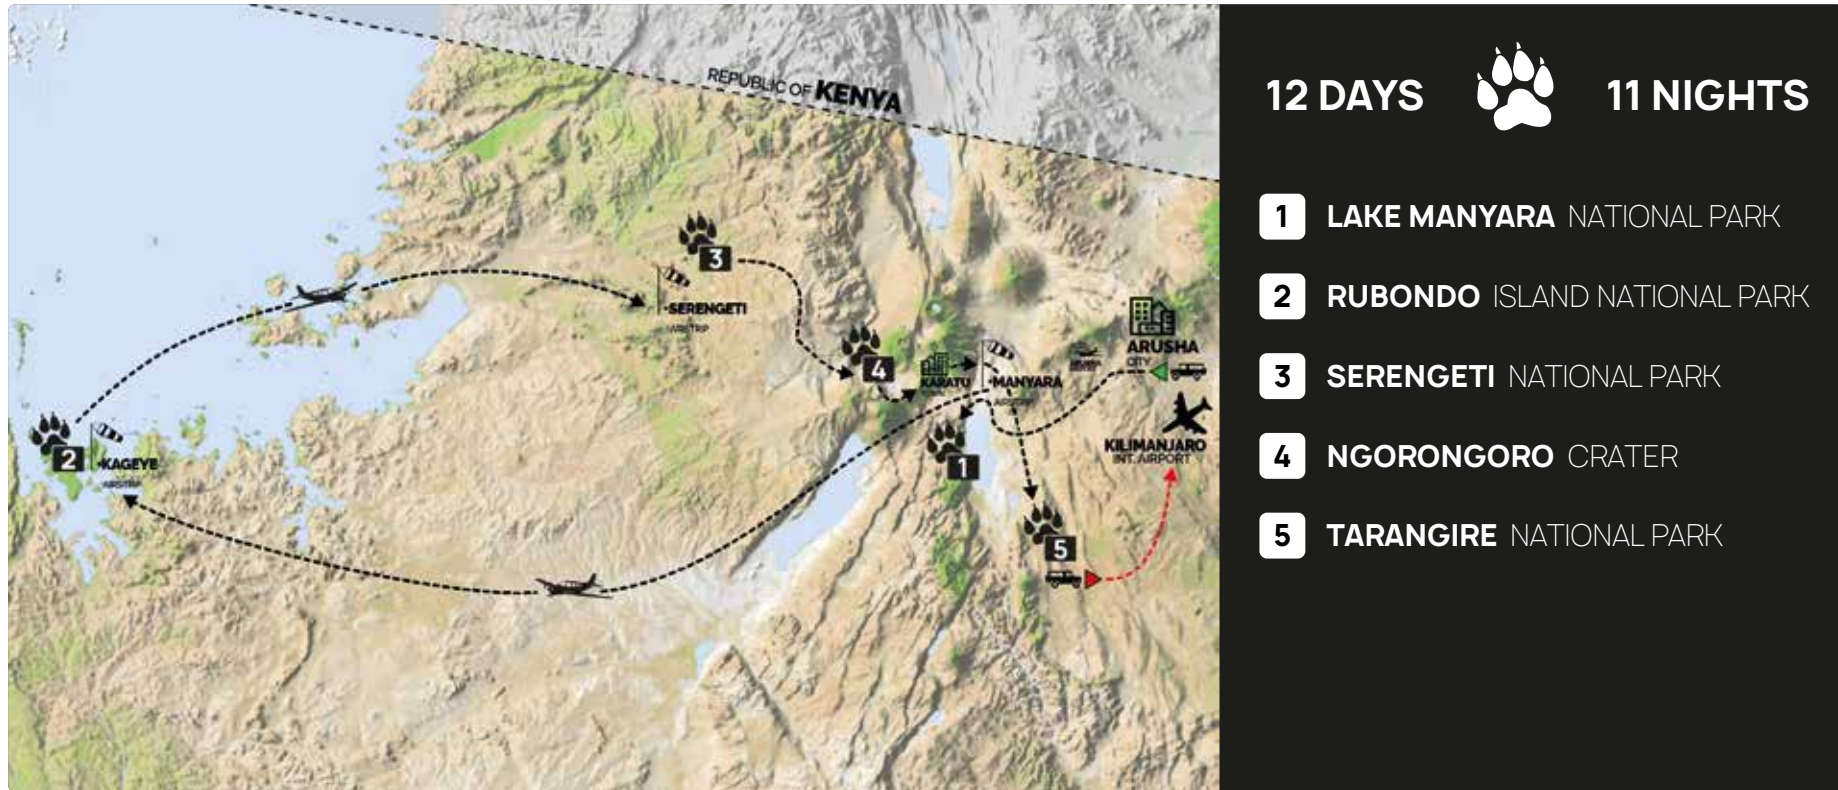 REPUBLIC OF KENYA
3
SERENGETI
AIRSTRIP
4
KARATU
MANYARA
AIRSTRIP
ARUSHA
CITY
KILIMANJARO
INT. AIRPORT
2
KAGEYE
AIRSTRIP
1
5
12 DAYS
11 NIGHTS
1 LAKE MANYARA NATIONAL PARK
2 RUBONDO ISLAND NATIONAL PARK
3 SERENGETI NATIONAL PARK
4 NGORONGORO CRATER
5 TARANGIRE NATIONAL PARK